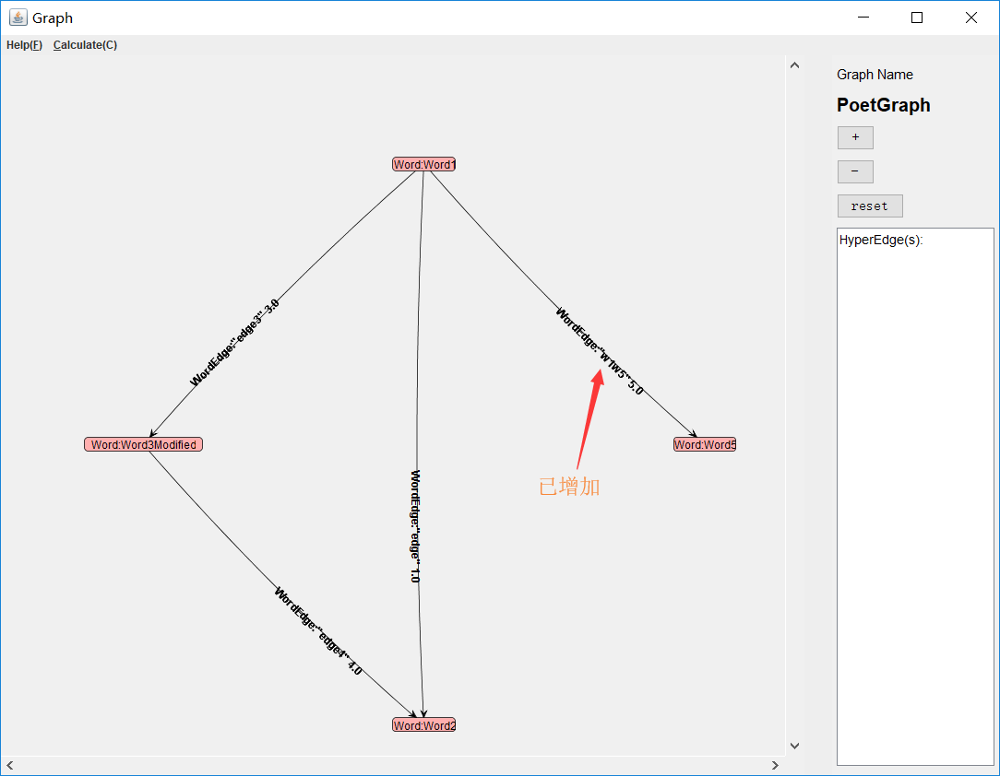 Graph
Help(F) Calculate(C)
Graph Name
PoetGraph
+
−
reset
HyperEdge(s):
Word:Word1
WordEdge:"edge3" 3.0
WordEdge:"w1w5" 5.0
Word:Word3Modified
Word:Word5
已增加
WordEdge:"edge" 1.0
WordEdge:"edge4" 4.0
Word:Word2